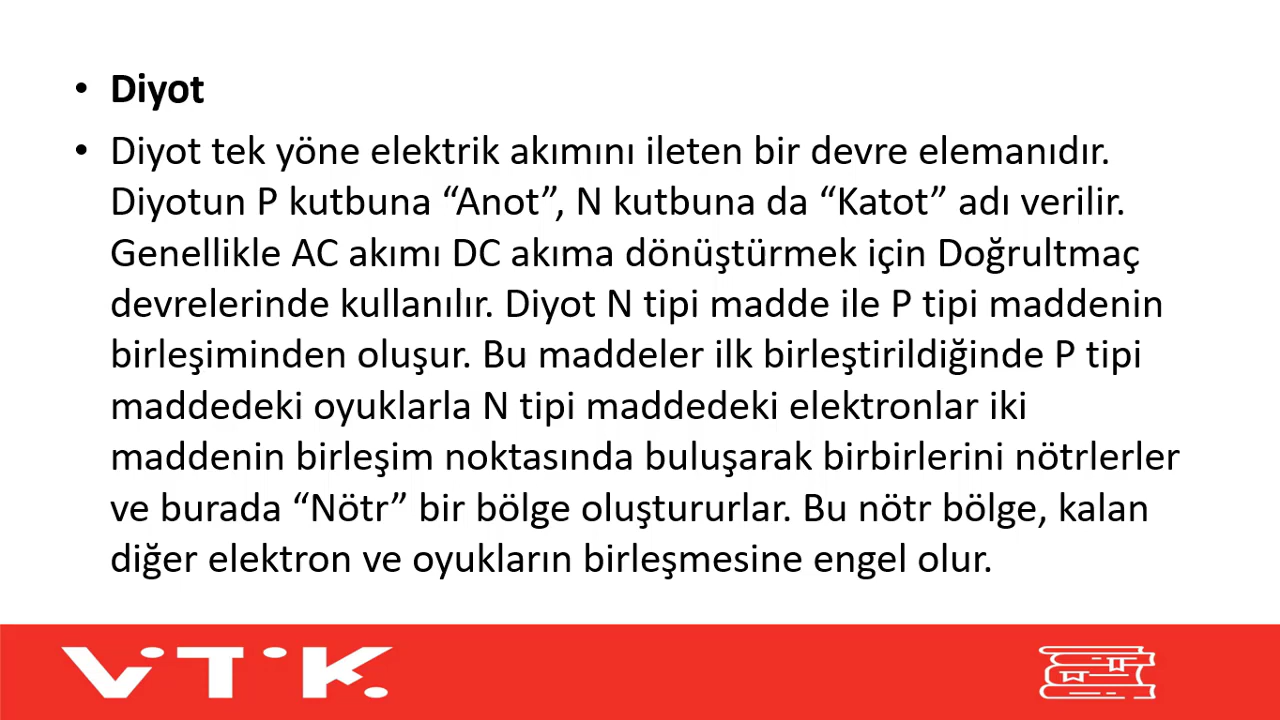 • Diyot
• Diyot tek yöne elektrik akımını ileten bir devre elemanıdır.
Diyotun P kutbuna “Anot”, N kutbuna da “Katot” adı verilir.
Genellikle AC akımı DC akıma dönüştürmek için Doğrultmaç
devrelerinde kullanılır. Diyot N tipi madde ile P tipi maddenin
birleşiminden oluşur. Bu maddeler ilk birleştirildiğinde P tipi
maddedeki oyuklarla N tipi maddedeki elektronlar iki
maddenin birleşim noktasında buluşarak birbirlerini nötrlerler
ve burada “Nötr” bir bölge oluştururlar. Bu nötr bölge, kalan
diğer elektron ve oyukların birleşmesine engel olur.
VTK